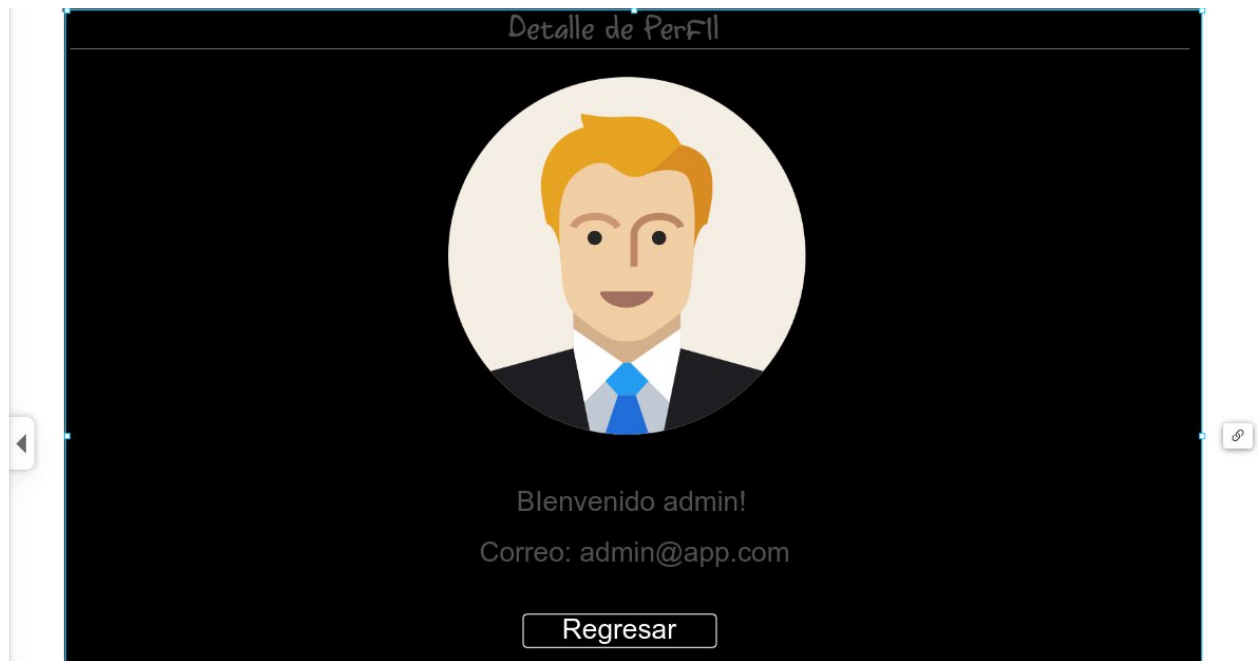 Detalle de PerFIl
BIenvenido admin!
Correo: admin@app.com
Regresar